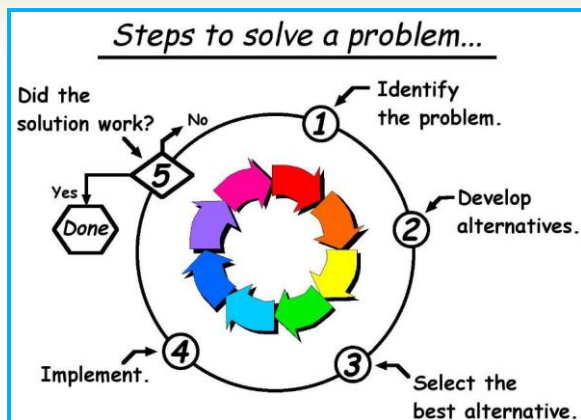 Steps to solve a problem...
1
Identify
the problem.
2
Develop
alternatives.
3
Select the
best alternative.
4
Implement.
5
Did the
solution work?
No
Yes
Done